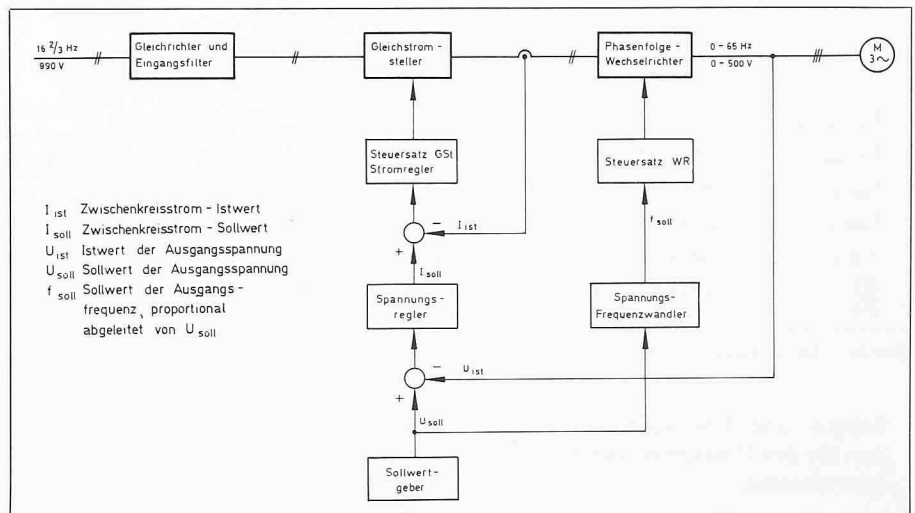 16 2/3 Hz
990 V
Gleichrichter und
Eingangsfilter
Gleichstrom-
steller
Phasenfolge-
Wechselrichter
0 – 65 Hz
0 – 500 V
M
3~
Steuersatz GSt
Stromregler
Steuersatz WR
I ist Zwischenkreisstrom – Istwert
I soll Zwischenkreisstrom – Sollwert
U ist Istwert der Ausgangsspannung
U soll Sollwert der Ausgangsspannung
f soll Sollwert der Ausgangs-
frequenz, proportional
abgeleitet von U soll
–
I ist
+
f soll
I soll
Spannungs-
regler
Spannungs-
Frequenzwandler
–
U ist
+
U soll
Sollwert-
geber